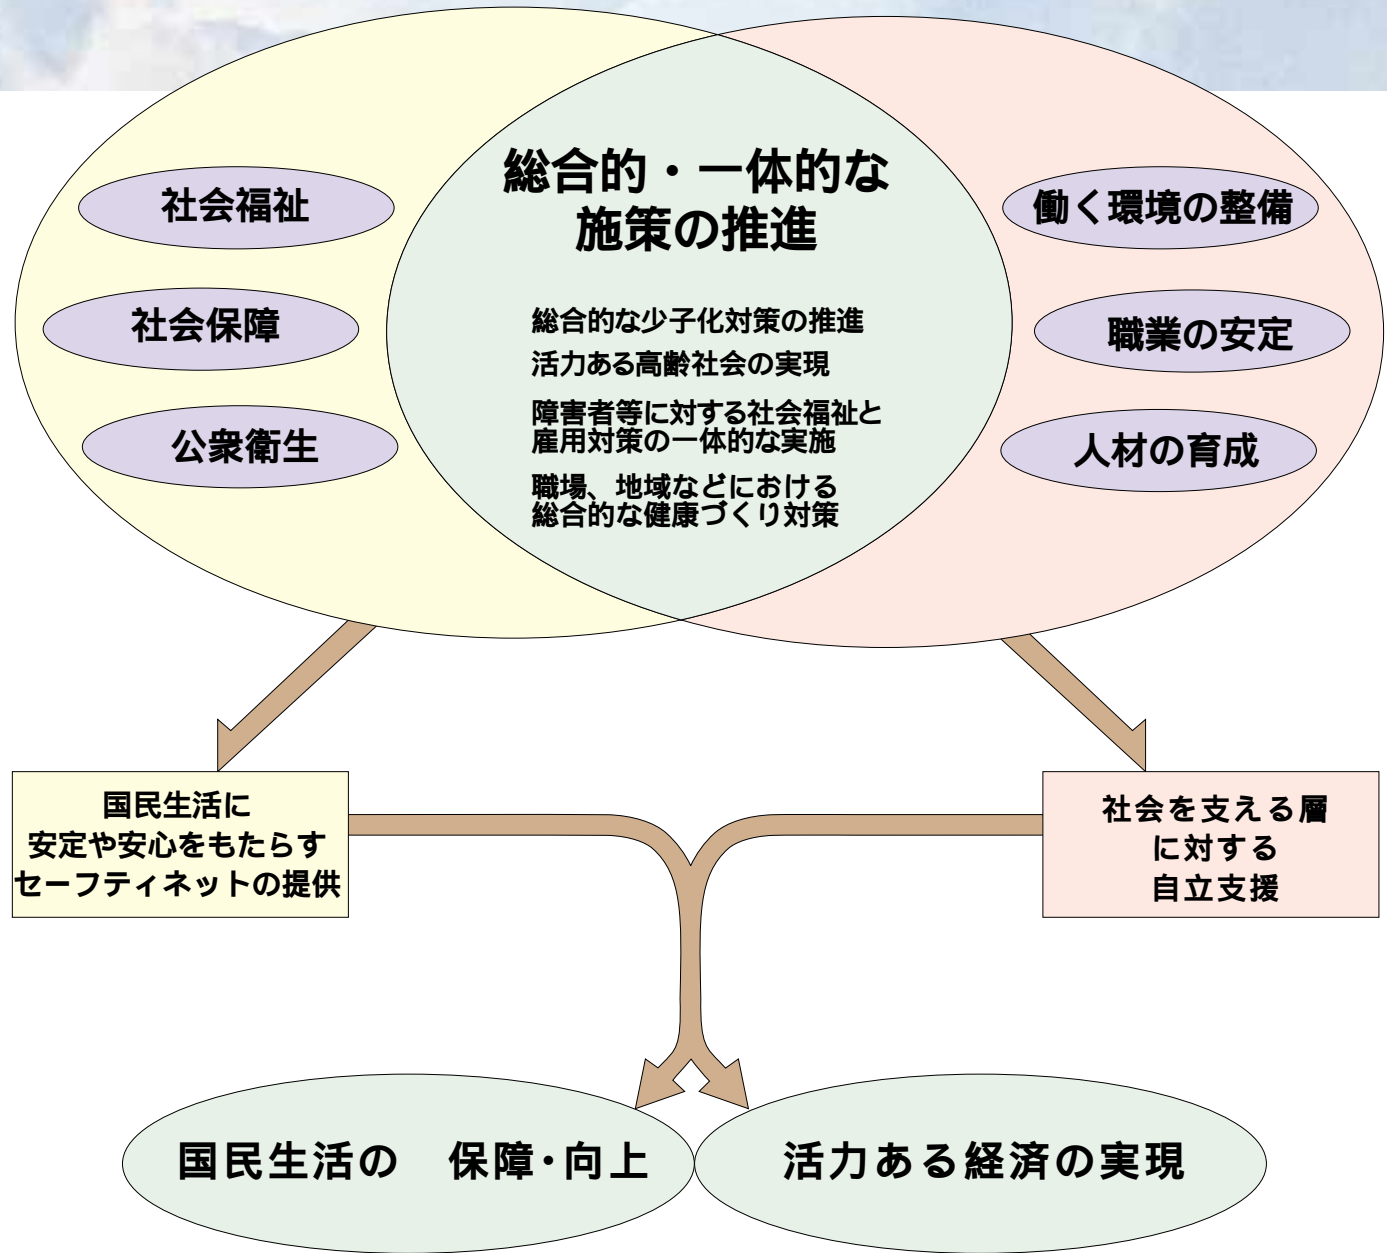 総合的・一体的な
施策の推進
社会福祉
社会保障
公衆衛生
総合的な少子化対策の推進
活力ある高齢社会の実現
障害者等に対する社会福祉と
雇用対策の一体的な実施
職場、地域などにおける
総合的な健康づくり対策
働く環境の整備
職業の安定
人材の育成
国民生活に
安定や安心をもたらす
セーフティネットの提供
社会を支える層
に対する
自立支援
国民生活の　保障・向上
活力ある経済の実現